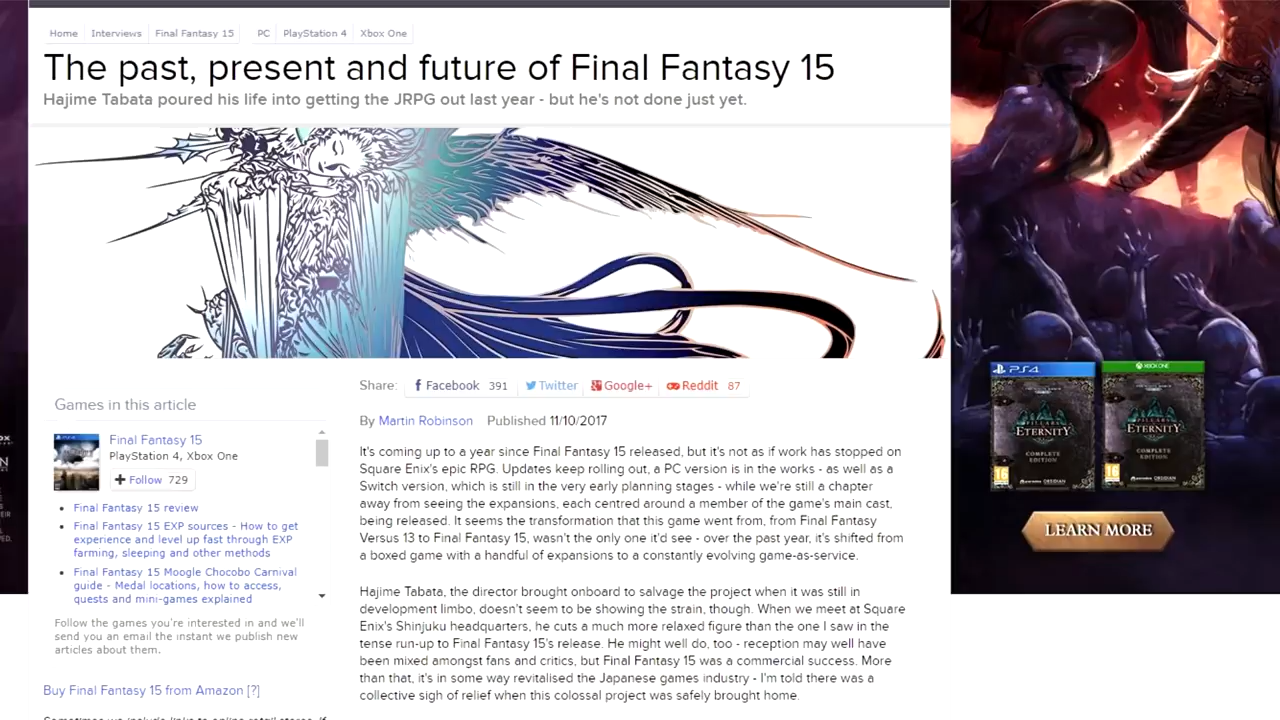 Home Interviews Final Fantasy 15 PC PlayStation 4 Xbox One
The past, present and future of Final Fantasy 15
Hajime Tabata poured his life into getting the JRPG out last year - but he's not done just yet.
Share: Facebook 391 Twitter Google+ Reddit 87
By Martin Robinson Published 11/10/2017
It's coming up to a year since Final Fantasy 15 released, but it's not as if work has stopped on
Square Enix's epic RPG. Updates keep rolling out, a PC version is in the works - as well as a
Switch version, which is still in the very early planning stages - while we're still a chapter
away from seeing the expansions, each centred around a member of the game's main cast,
being released. It seems the transformation that this game went from, from Final Fantasy
Versus 13 to Final Fantasy 15, wasn't the only one it'd see - over the past year, it's shifted from
a boxed game with a handful of expansions to a constantly evolving game-as-service.
Hajime Tabata, the director brought onboard to salvage the project when it was still in
development limbo, doesn't seem to be showing the strain, though. When we meet at Square
Enix's Shinjuku headquarters, he cuts a much more relaxed figure than the one I saw in the
tense run-up to Final Fantasy 15's release. He might well do, too - reception may well have
been mixed amongst fans and critics, but Final Fantasy 15 was a commercial success. More
than that, it's in some way revitalised the Japanese games industry - I'm told there was a
collective sigh of relief when this colossal project was safely brought home.
Games in this article
Final Fantasy 15
PlayStation 4, Xbox One
Follow 729
Final Fantasy 15 review
Final Fantasy 15 EXP sources - How to get
experience and level up fast through EXP
farming, sleeping and other methods
Final Fantasy 15 Moogle Chocobo Carnival
guide - Medal locations, how to access,
quests and mini-games explained
Follow the games you're interested in and we'll
send you an email the instant we publish new
articles about them.
Buy Final Fantasy 15 from Amazon [?]
Sometimes we include links to online retail stores. If
PS4
XBOX ONE
PILLARS
ETERNITY
COMPLETE
EDITION
16
PILLARS
ETERNITY
COMPLETE
EDITION
16
LEARN MORE